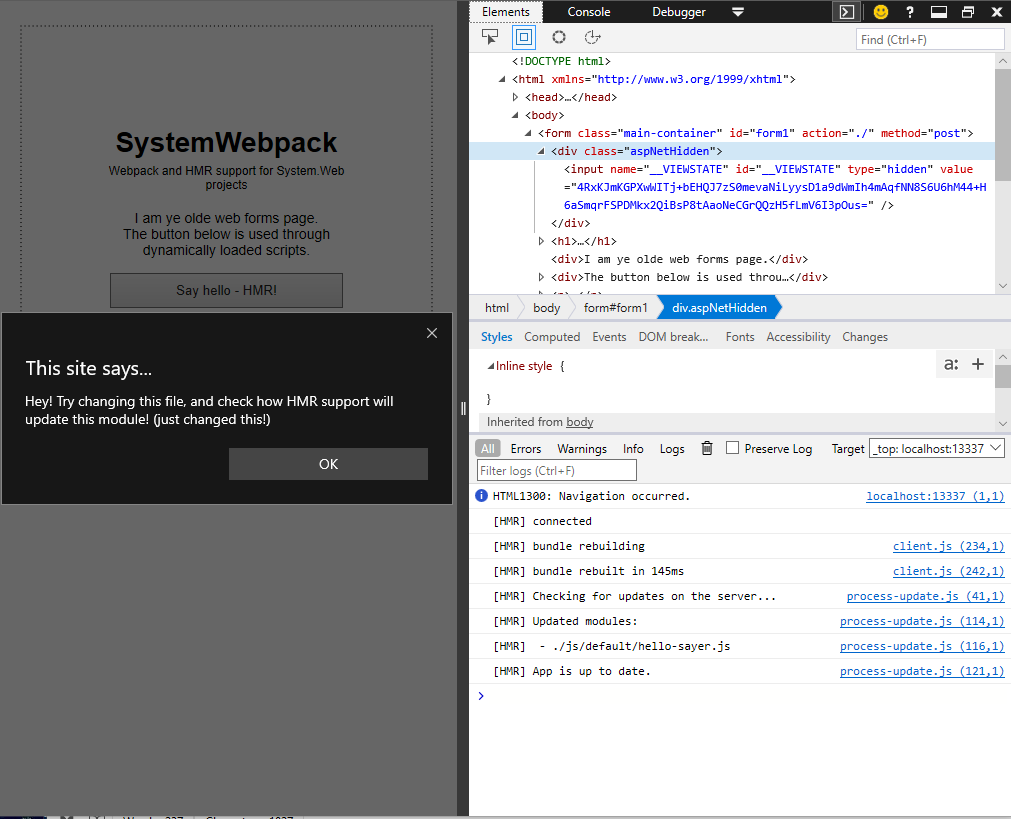 SystemWebpack
Webpack and HMR support for System.Web
projects
I am ye olde web forms page.
The button below is used through
dynamically loaded scripts.
Say hello - HMR!
This site says...
Hey! Try changing this file, and check how HMR support will
update this module! (just changed this!)
OK
Elements Console Debugger
?
Find (Ctrl+F)
<!DOCTYPE html>
<html xmlns="http://www.w3.org/1999/xhtml">
<head>…</head>
<body>
<form class="main-container" id="form1" action="./" method="post">
<div class="aspNetHidden">
<input name="__VIEWSTATE" id="__VIEWSTATE" type="hidden" value
="4RxKJmKGPXwWITj+bEHQJ7zS0mevaNiLyysD1a9dWmIh4mAqfNN8S6U6hM44+H
6aSmqrFSPDMkx2QiBsP8tAaoNeCGrQQzH5fLmV6I3pOus=" />
</div>
<h1>…</h1>
<div>I am ye olde web forms page.</div>
<div>The button below is used throu…</div>
html body form#form1 div.aspNetHidden
Styles Computed Events DOM break... Fonts Accessibility Changes
Inline style {
a: +
}
Inherited from body
All Errors Warnings Info Logs Preserve Log Target _top: localhost:13337
Filter logs (Ctrl+F)
HTML1300: Navigation occurred. localhost:13337 (1,1)
[HMR] connected
[HMR] bundle rebuilding client.js (234,1)
[HMR] bundle rebuilt in 145ms client.js (242,1)
[HMR] Checking for updates on the server... process-update.js (41,1)
[HMR] Updated modules: process-update.js (114,1)
[HMR]  - ./js/default/hello-sayer.js process-update.js (116,1)
[HMR] App is up to date. process-update.js (121,1)
>